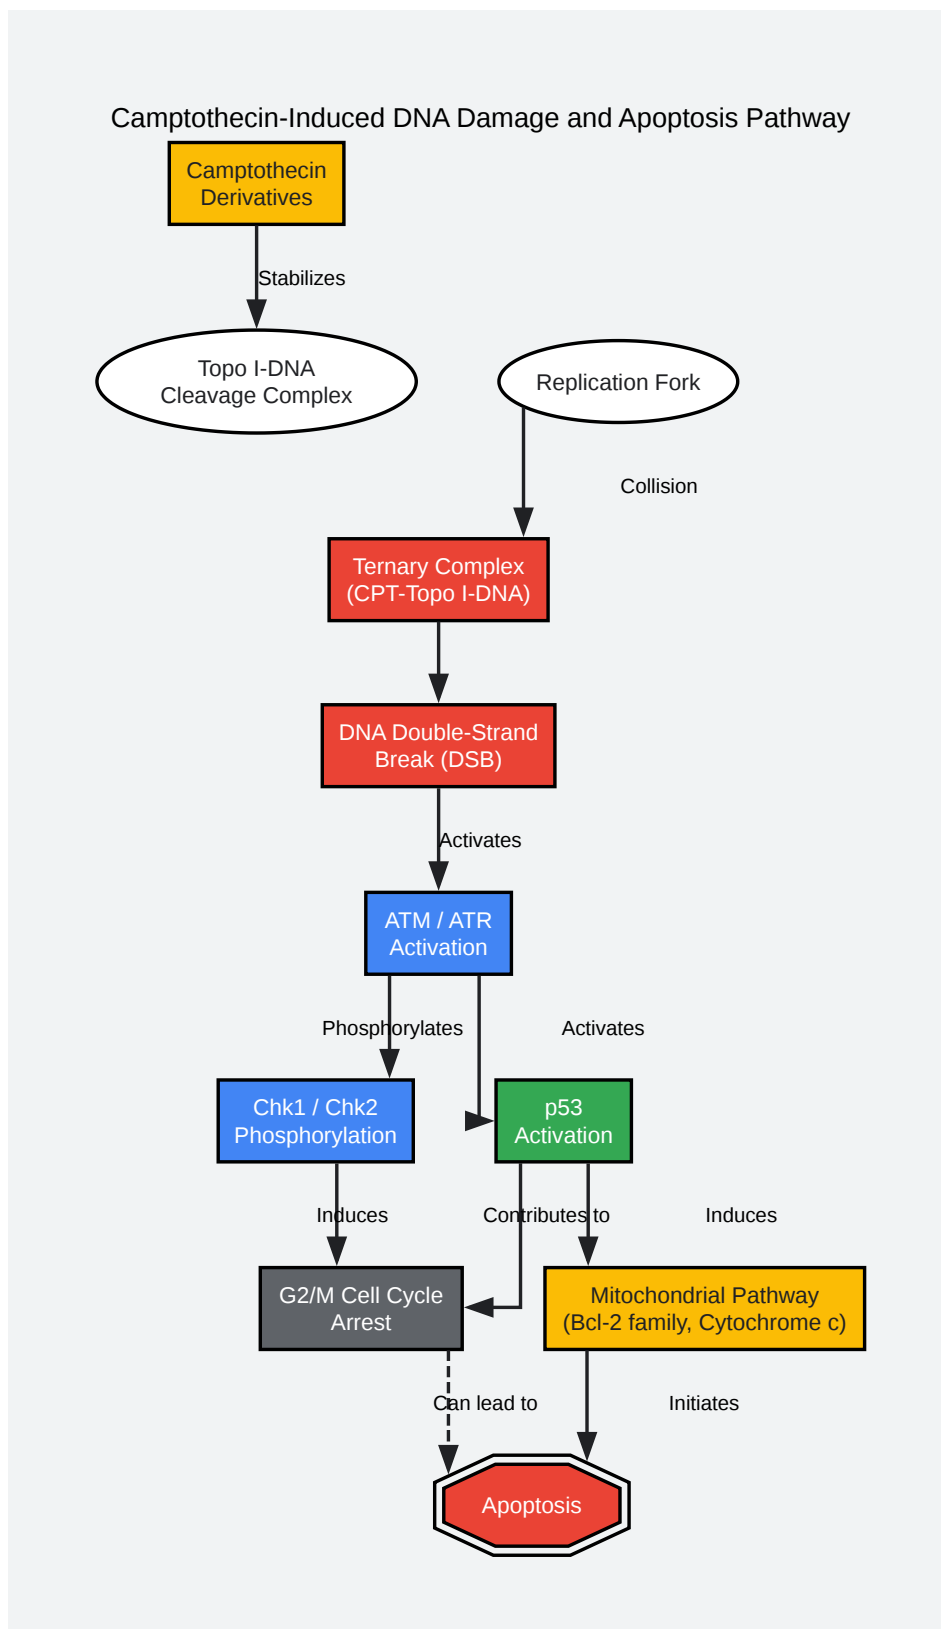 Camptothecin-Induced DNA Damage and Apoptosis Pathway
Camptothecin
Derivatives
Stabilizes
Topo I-DNA
Cleavage Complex
Replication Fork
Collision
Ternary Complex
(CPT-Topo I-DNA)
DNA Double-Strand
Break (DSB)
Activates
ATM / ATR
Activation
Phosphorylates
Activates
Chk1 / Chk2
Phosphorylation
p53
Activation
Induces
Contributes to
Induces
G2/M Cell Cycle
Arrest
Mitochondrial Pathway
(Bcl-2 family, Cytochrome c)
Can lead to
Initiates
Apoptosis